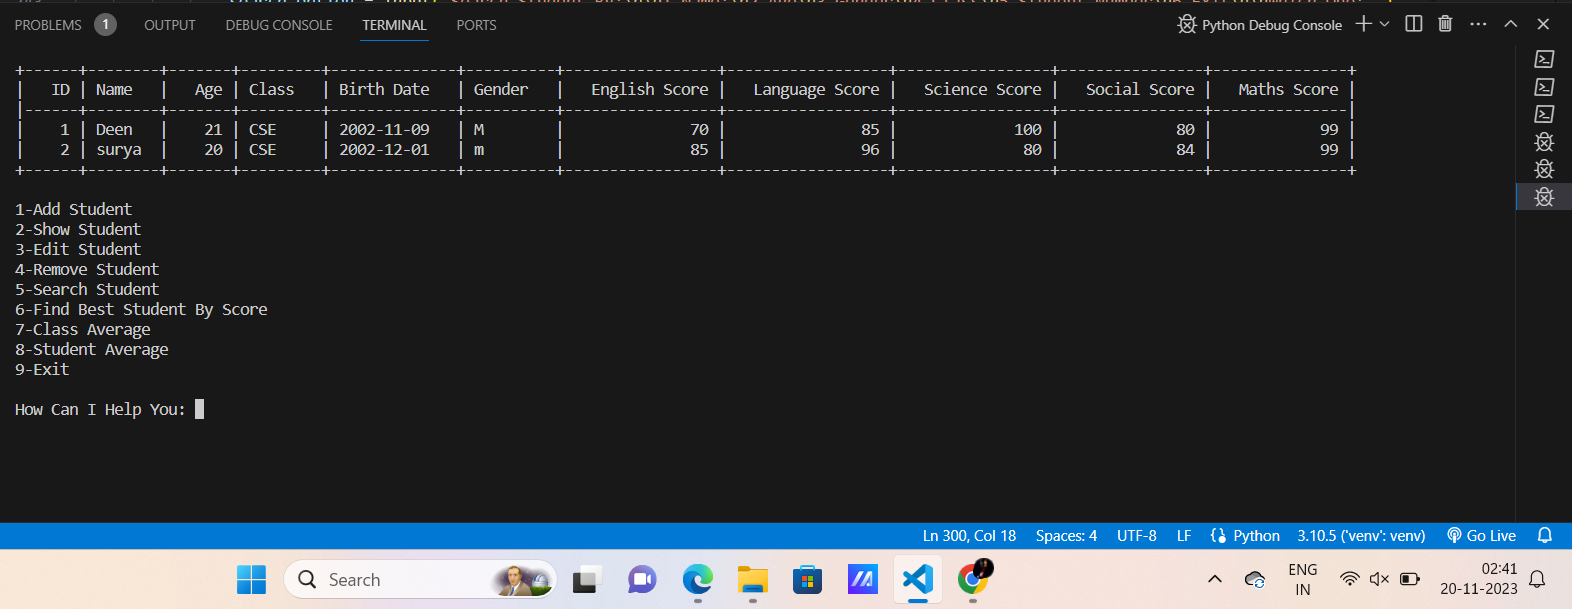 PROBLEMS 1 OUTPUT DEBUG CONSOLE TERMINAL PORTS Python Debug Console
+------+--------+-------+---------+--------------+----------+-----------------+------------------+-----------------+----------------+---------------+
| ID | Name | Age | Class | Birth Date | Gender | English Score | Language Score | Science Score | Social Score | Maths Score |
|------+--------+-------+---------+--------------+----------+-----------------+------------------+-----------------+----------------+---------------|
| 1 | Deen | 21 | CSE | 2002-11-09 | M | 70 | 85 | 100 | 80 | 99 |
| 2 | surya | 20 | CSE | 2002-12-01 | m | 85 | 96 | 80 | 84 | 99 |
+------+--------+-------+---------+--------------+----------+-----------------+------------------+-----------------+----------------+---------------+
1-Add Student
2-Show Student
3-Edit Student
4-Remove Student
5-Search Student
6-Find Best Student By Score
7-Class Average
8-Student Average
9-Exit
How Can I Help You:
Ln 300, Col 18 Spaces: 4 UTF-8 LF Python 3.10.5 ('venv': venv) Go Live
Search
ENG
IN
02:41
20-11-2023